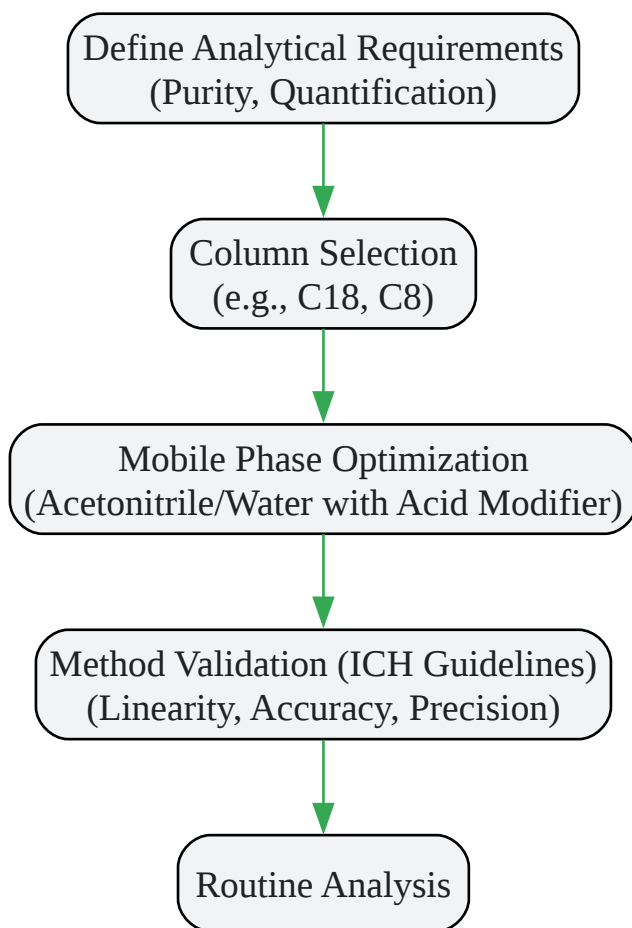 Define Analytical Requirements
(Purity, Quantification)
Column Selection
(e.g., C18, C8)
Mobile Phase Optimization
(Acetonitrile/Water with Acid Modifier)
Method Validation (ICH Guidelines)
(Linearity, Accuracy, Precision)
Routine Analysis